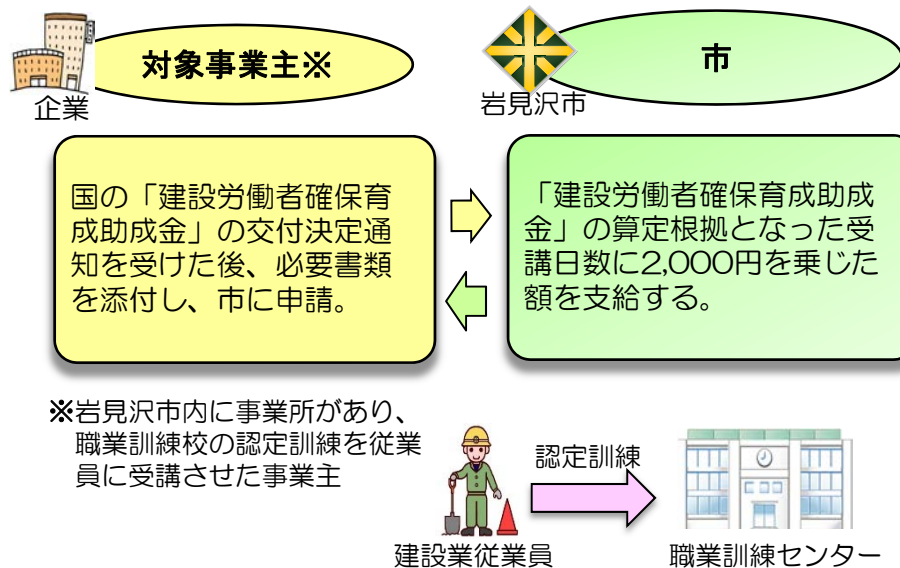 対象事業主※
企業
市
岩見沢市
国の「建設労働者確保育
成助成金」の交付決定通
知を受けた後、必要書類
を添付し、市に申請。
「建設労働者確保育成助成
金」の算定根拠となった受
講日数に2,000円を乗じた
額を支給する。
※岩見沢市内に事業所があり、
職業訓練校の認定訓練を従業
員に受講させた事業主
認定訓練
建設業従業員
職業訓練センター